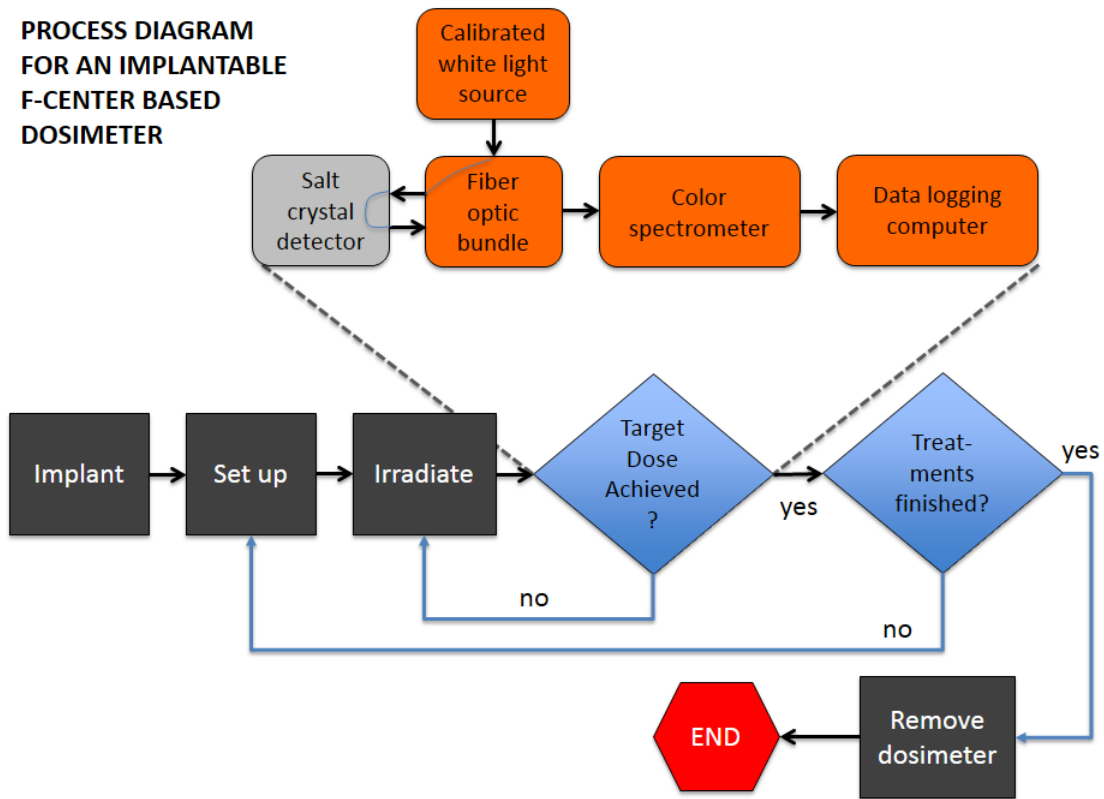 PROCESS DIAGRAM
FOR AN IMPLANTABLE
F-CENTER BASED
DOSIMETER
Calibrated
white light
source
Salt
crystal
detector
Fiber
optic
bundle
Color
spectrometer
Data logging
computer
Implant
Set up
Irradiate
Target
Dose
Achieved
?
yes
Treat-
ments
finished?
yes
no
no
Remove
dosimeter
END